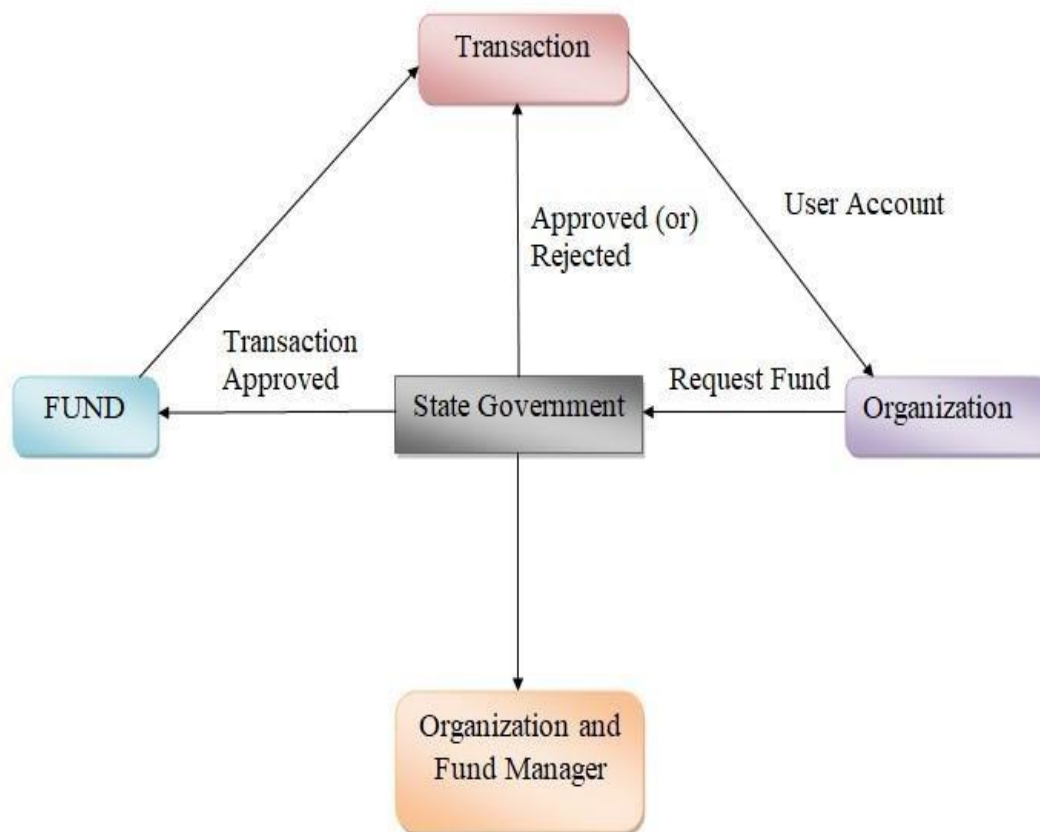 Transaction
User Account
Approved (or)
Rejected
Transaction
Approved
Request Fund
FUND
State Government
Organization
Organization and
Fund Manager